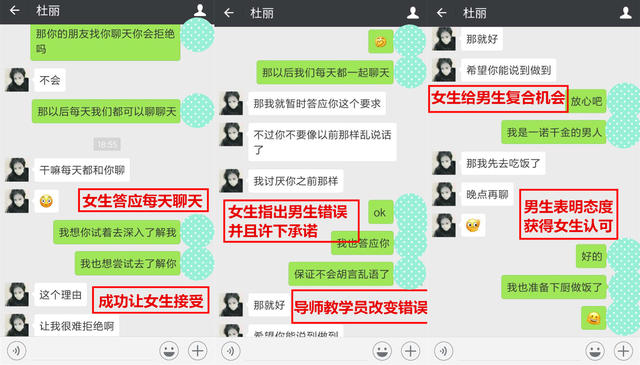 杜丽
那你的朋友找你聊天你会拒绝
吗
不会
那以后每天我们都可以聊聊天
18:55
干嘛每天都和你聊
女生答应每天聊天
我想你试着去深入了解我
我也想尝试去了解你
这个理由
成功让女生接受
让我很难拒绝啊
杜丽
那以后我们每天都一起聊天
那我就暂时答应你这个要求
不过你不要像以前那样乱说话
了
我讨厌你之前那样
ok
女生指出男生错误
并且许下承诺
我也答应你
保证不会胡言乱语了
那就好
导师教学员改变错误
希望你能说到做到
杜丽
那就好
希望你能说到做到
女生给男生复合机会
放心吧
我是一诺千金的男人
那我先去吃饭了
晚点再聊
男生表明态度
获得女生认可
好的
我也准备下厨做饭了